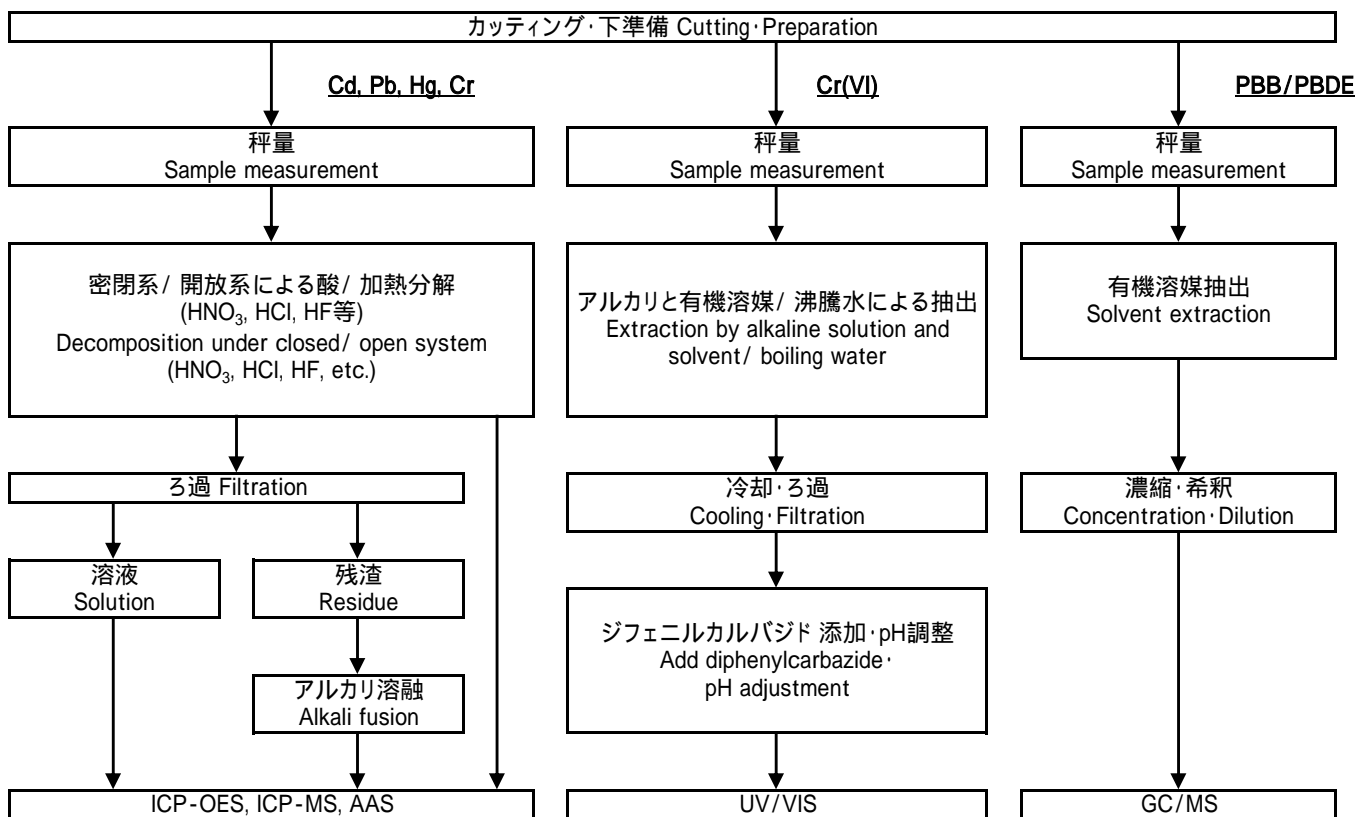 カッティング・下準備 Cutting・Preparation
Cd, Pb, Hg, Cr
Cr(VI)
PBB/PBDE
秤量
Sample measurement
秤量
Sample measurement
秤量
Sample measurement
密閉系/ 開放系による酸/ 加熱分解
(HNO₃, HCl, HF等)
Decomposition under closed/ open system
(HNO₃, HCl, HF, etc.)
アルカリと有機溶媒/ 沸騰水による抽出
Extraction by alkaline solution and
solvent/ boiling water
有機溶媒抽出
Solvent extraction
ろ過 Filtration
冷却・ろ過
Cooling・Filtration
濃縮・希釈
Concentration・Dilution
溶液
Solution
残渣
Residue
ジフェニルカルバジド 添加・pH調整
Add diphenylcarbazide・
pH adjustment
アルカリ溶融
Alkali fusion
ICP-OES, ICP-MS, AAS
UV/VIS
GC/MS